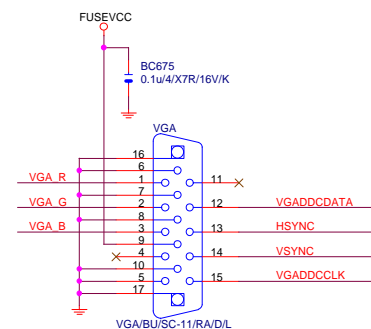 FUSEVCC
BC675
0.1u/4/X7R/16V/K
VGA
16
6
VGA_R 1 11
7
VGA_G 2 12 VGADDCDATA
8
VGA_B 3 13 HSYNC
9
4 14 VSYNC
10
5 15 VGADDCCLK
17
VGA/BU/SC-11/RA/D/L